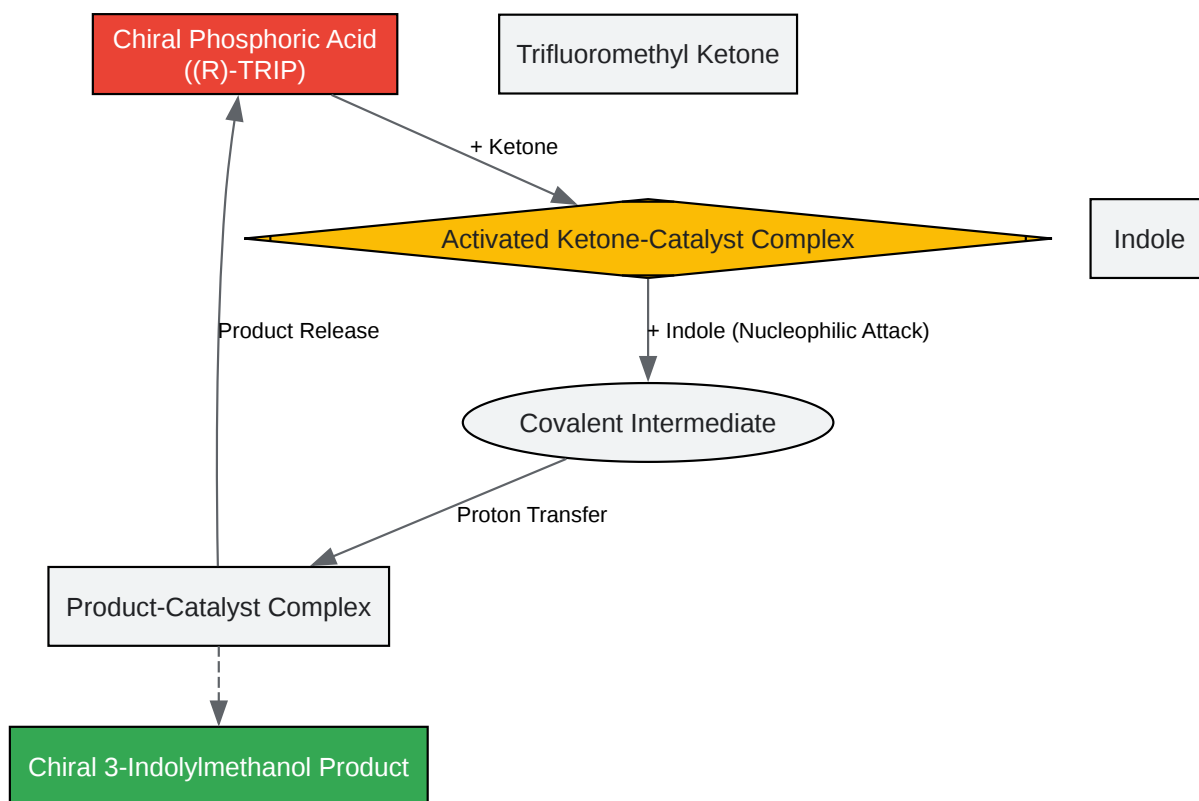 Chiral Phosphoric Acid
((R)-TRIP)
Trifluoromethyl Ketone
+ Ketone
Activated Ketone-Catalyst Complex
Indole
Product Release
+ Indole (Nucleophilic Attack)
Covalent Intermediate
Proton Transfer
Product-Catalyst Complex
Chiral 3-Indolylmethanol Product